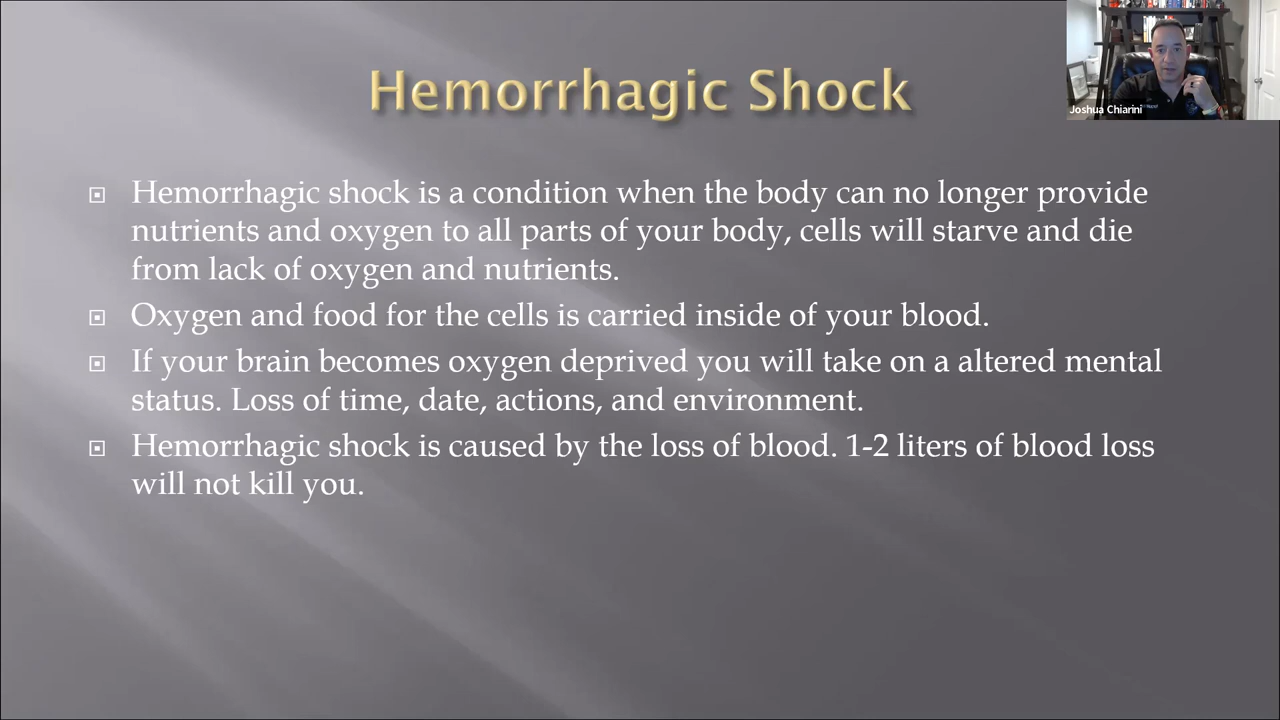 Hemorrhagic Shock
Joshua Chiarini
Hemorrhagic shock is a condition when the body can no longer provide
nutrients and oxygen to all parts of your body, cells will starve and die
from lack of oxygen and nutrients.
Oxygen and food for the cells is carried inside of your blood.
If your brain becomes oxygen deprived you will take on a altered mental
status. Loss of time, date, actions, and environment.
Hemorrhagic shock is caused by the loss of blood. 1-2 liters of blood loss
will not kill you.